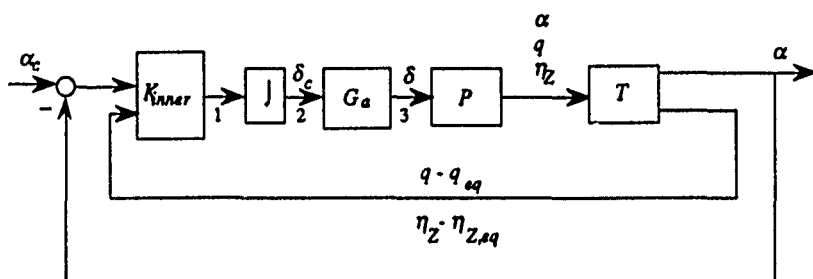 α
q
η_Z
α_c
δ_c
δ
α
K_inner
∫
G_a
P
T
−
1
2
3
q - q_eq
η_Z - η_Z,eq